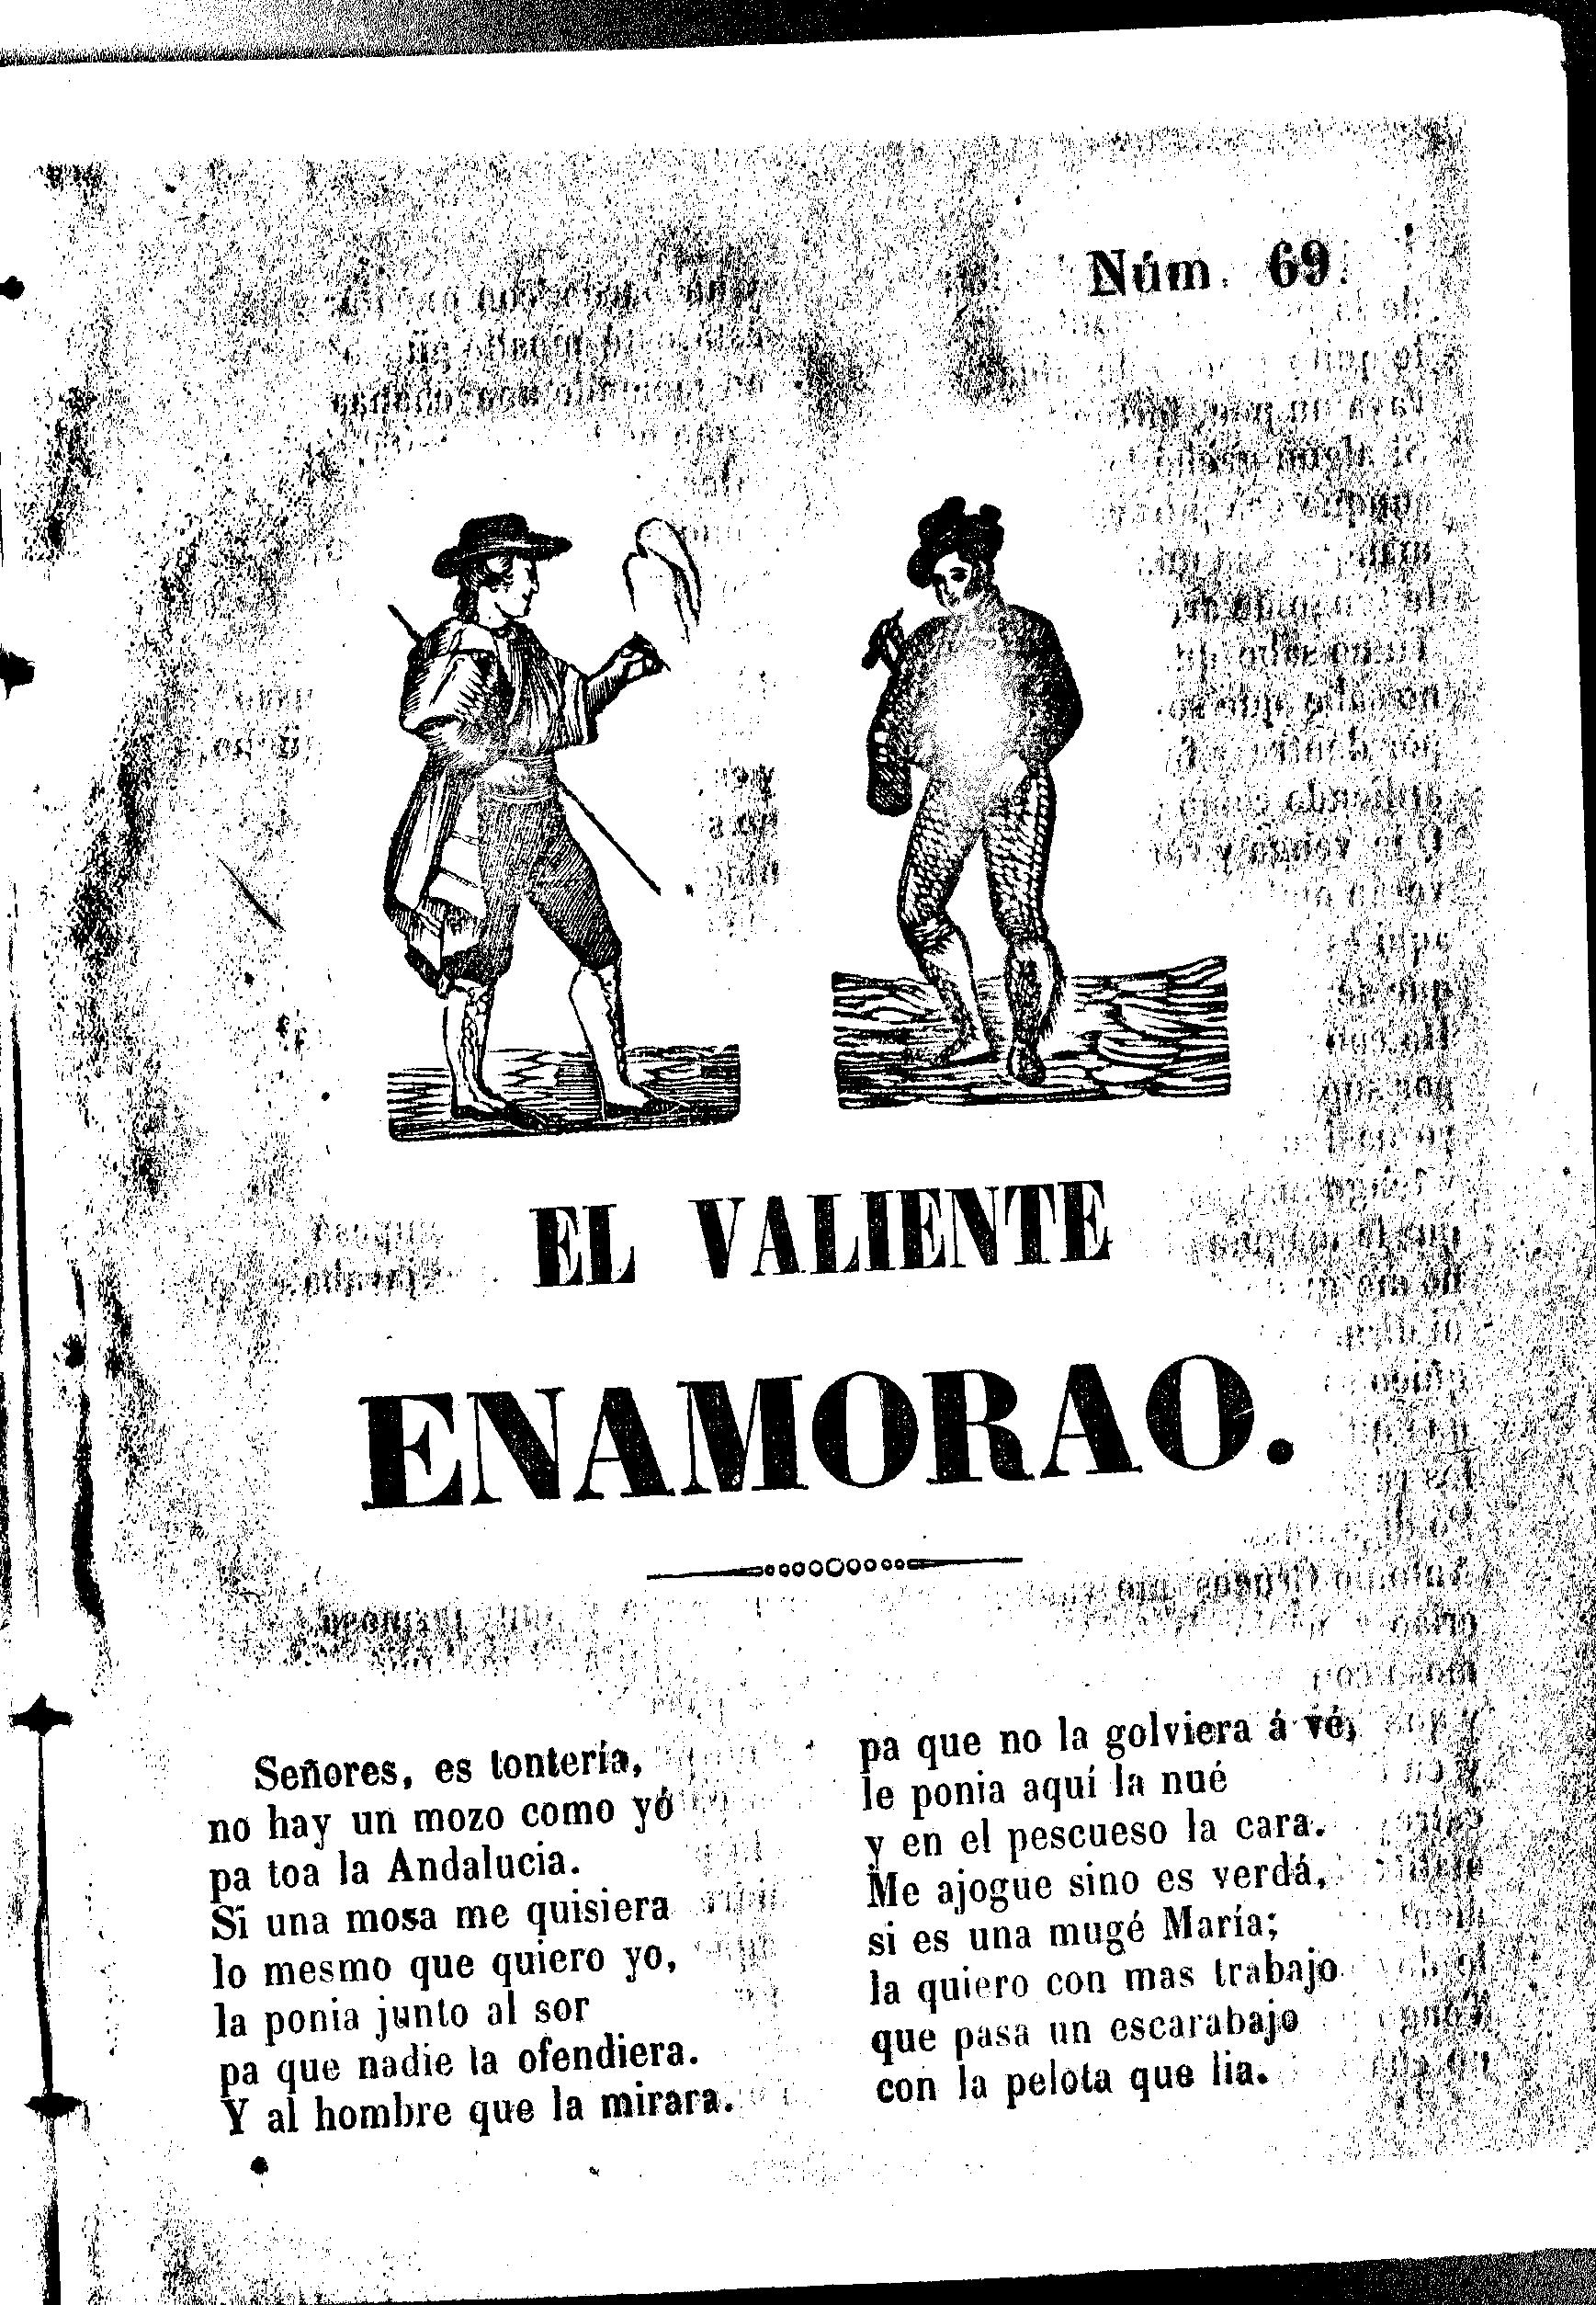 Núm. 69.
EL VALIENTE
ENAMORAO.
Señores, es tontería,
no hay un mozo como yó
pa toa la Andalucia.
Si una mosa me quisiera
lo mesmo que quiero yo,
la ponia junto al sor
pa que nadie la ofendiera.
Y al hombre que la mirara.
pa que no la golviera á vé,
le ponia aquí la nué
y en el pescueso la cara.
Me ajogue sino es verdá,
si es una mugé María;
la quiero con mas trabajo
que pasa un escarabajo
con la pelota que lia.